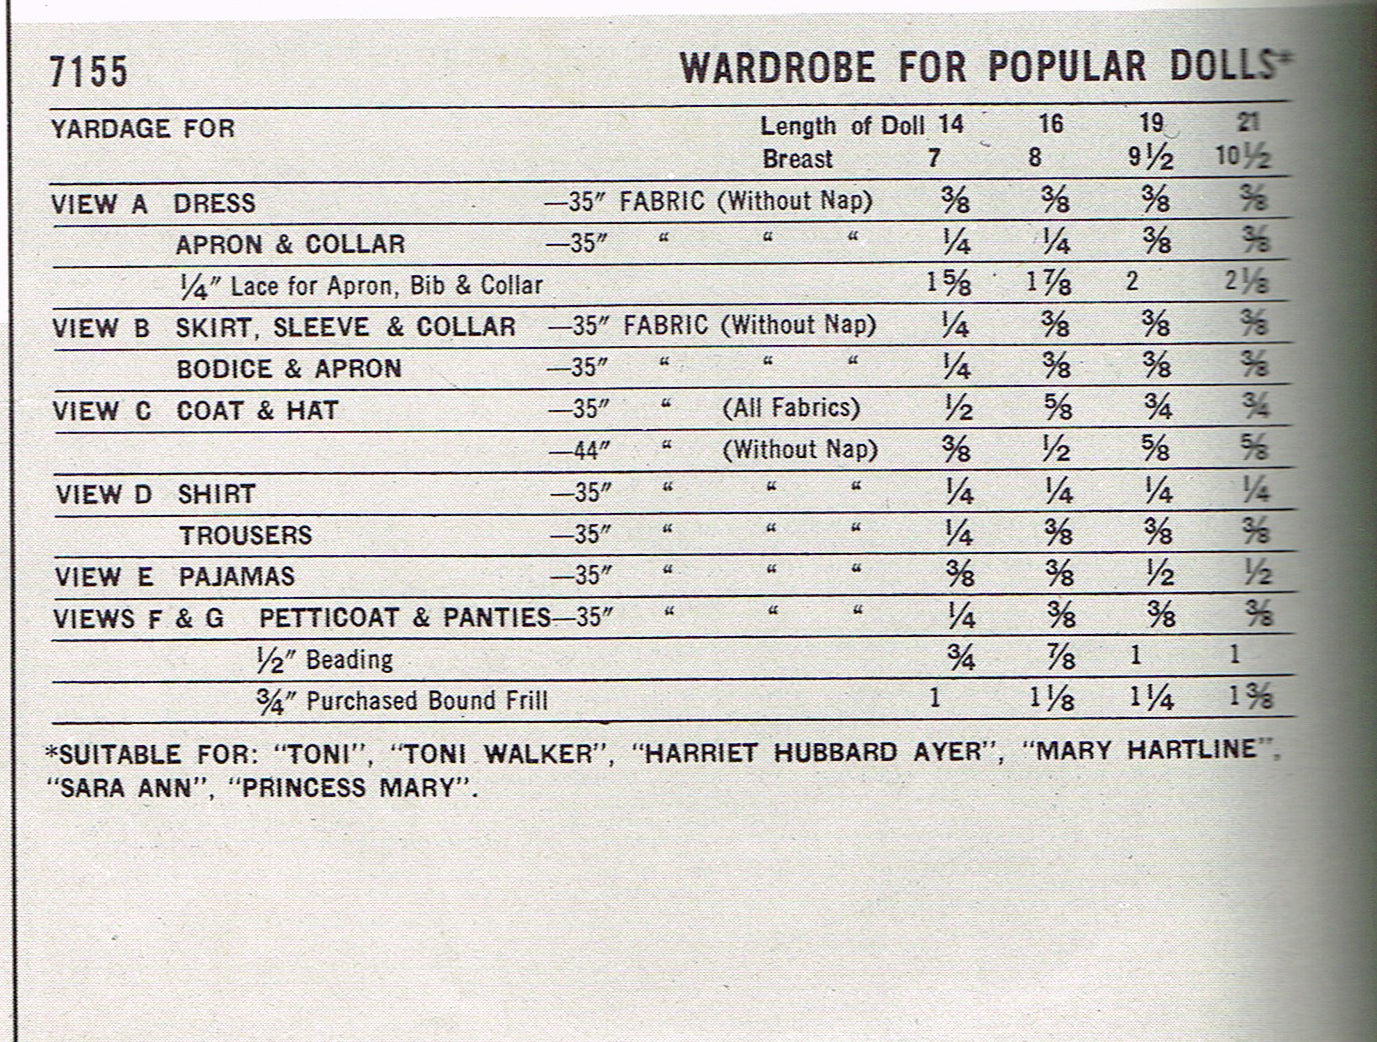 7155 WARDROBE FOR POPULAR DOLLS*
YARDAGE FOR Length of Doll 14 16 19 21
Breast 7 8 9½ 10½
VIEW A DRESS —35" FABRIC (Without Nap) ⅜ ⅜ ⅜ ⅜
APRON & COLLAR —35" " " " ¼ ¼ ⅜ ⅜
¼" Lace for Apron, Bib & Collar 1⅝ 1⅞ 2 2⅛
VIEW B SKIRT, SLEEVE & COLLAR —35" FABRIC (Without Nap) ¼ ⅜ ⅜ ⅜
BODICE & APRON —35" " " " ¼ ⅜ ⅜ ⅜
VIEW C COAT & HAT —35" " (All Fabrics) ½ ⅝ ¾ ¾
—44" " (Without Nap) ⅜ ½ ⅝ ⅝
VIEW D SHIRT —35" " " " ¼ ¼ ¼ ¼
TROUSERS —35" " " " ¼ ⅜ ⅜ ⅜
VIEW E PAJAMAS —35" " " " ⅜ ⅜ ½ ½
VIEWS F & G PETTICOAT & PANTIES—35" " " " ¼ ⅜ ⅜ ⅜
½" Beading ¾ ⅞ 1 1
¾" Purchased Bound Frill 1 1⅛ 1¼ 1⅜
*SUITABLE FOR: "TONI", "TONI WALKER", "HARRIET HUBBARD AYER", "MARY HARTLINE",
"SARA ANN", "PRINCESS MARY".